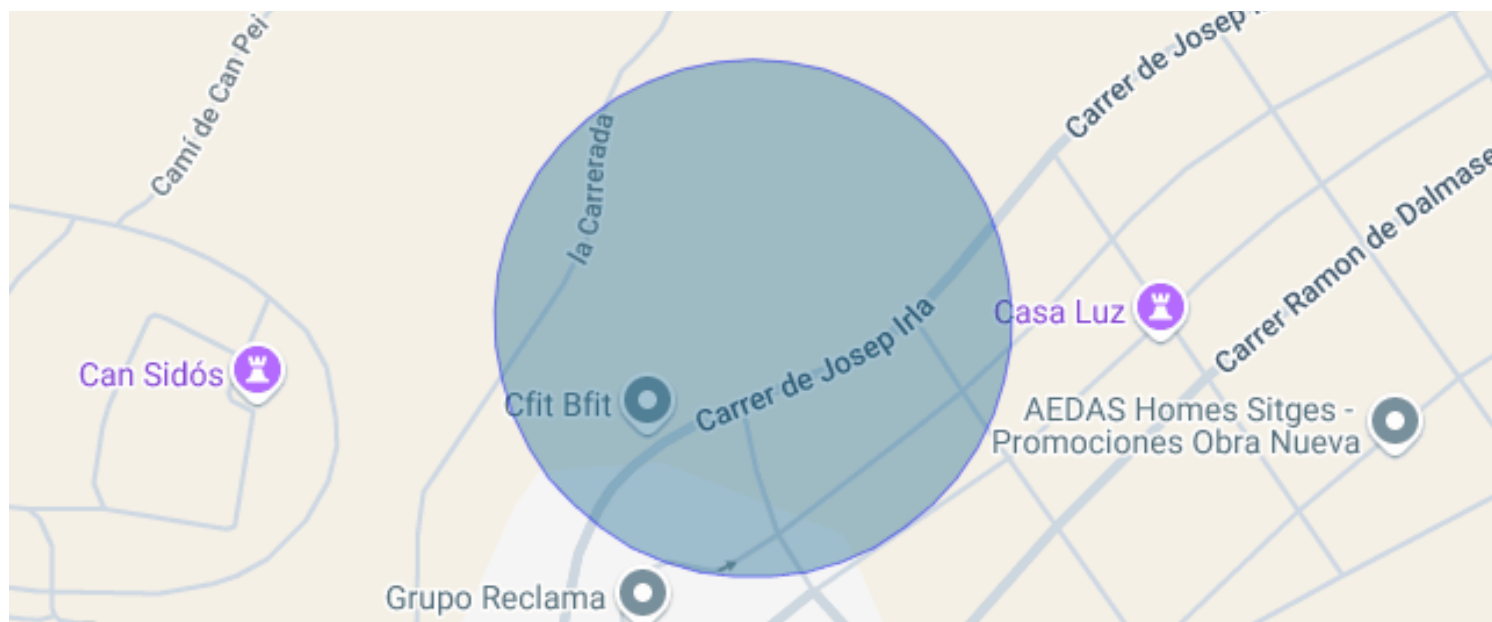 Camí de Can Pei
la Carrerada
Carrer de Josep I
Carrer Ramon de Dalmase
Casa Luz
Can Sidós
Cfit Bfit
Carrer de Josep Irla
AEDAS Homes Sitges -
Promociones Obra Nueva
Grupo Reclama